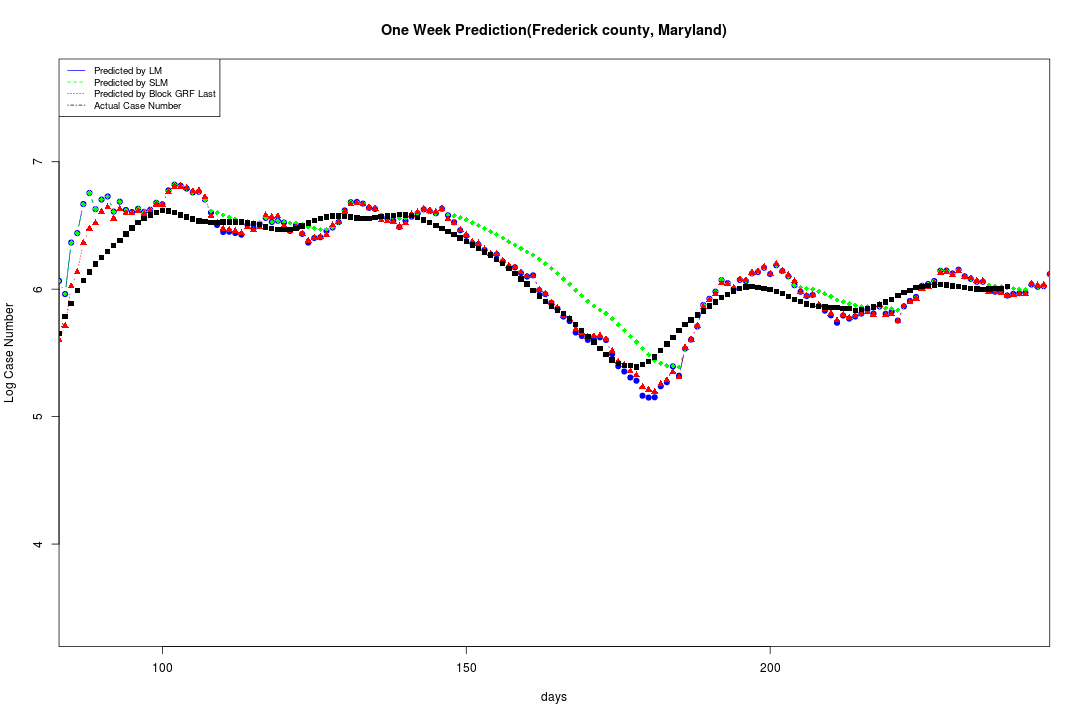 One Week Prediction(Frederick county, Maryland)
Predicted by LM
Predicted by SLM
Predicted by Block GRF Last
Actual Case Number
7
6
5
4
Log Case Number
100
150
200
days